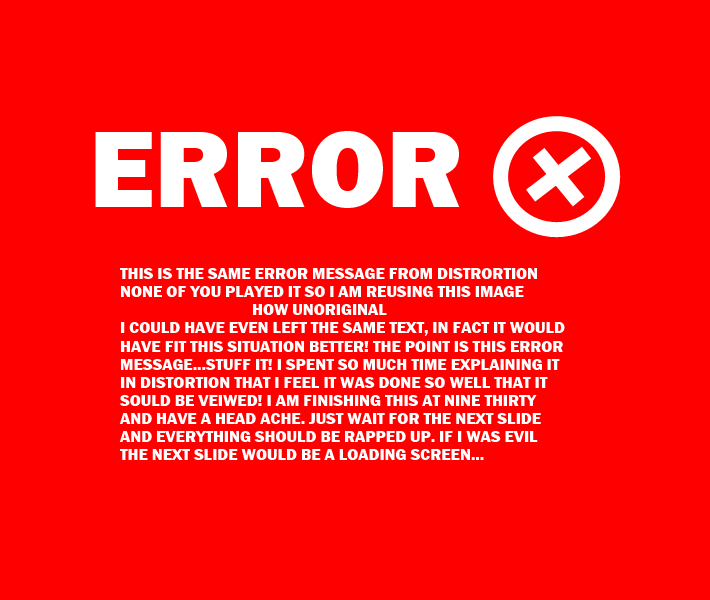 ERROR
THIS IS THE SAME ERROR MESSAGE FROM DISTRORTION
NONE OF YOU PLAYED IT SO I AM REUSING THIS IMAGE
HOW UNORIGINAL
I COULD HAVE EVEN LEFT THE SAME TEXT, IN FACT IT WOULD
HAVE FIT THIS SITUATION BETTER! THE POINT IS THIS ERROR
MESSAGE...STUFF IT! I SPENT SO MUCH TIME EXPLAINING IT
IN DISTORTION THAT I FEEL IT WAS DONE SO WELL THAT IT
SOULD BE VEIWED! I AM FINISHING THIS AT NINE THIRTY
AND HAVE A HEAD ACHE. JUST WAIT FOR THE NEXT SLIDE
AND EVERYTHING SHOULD BE RAPPED UP. IF I WAS EVIL
THE NEXT SLIDE WOULD BE A LOADING SCREEN...